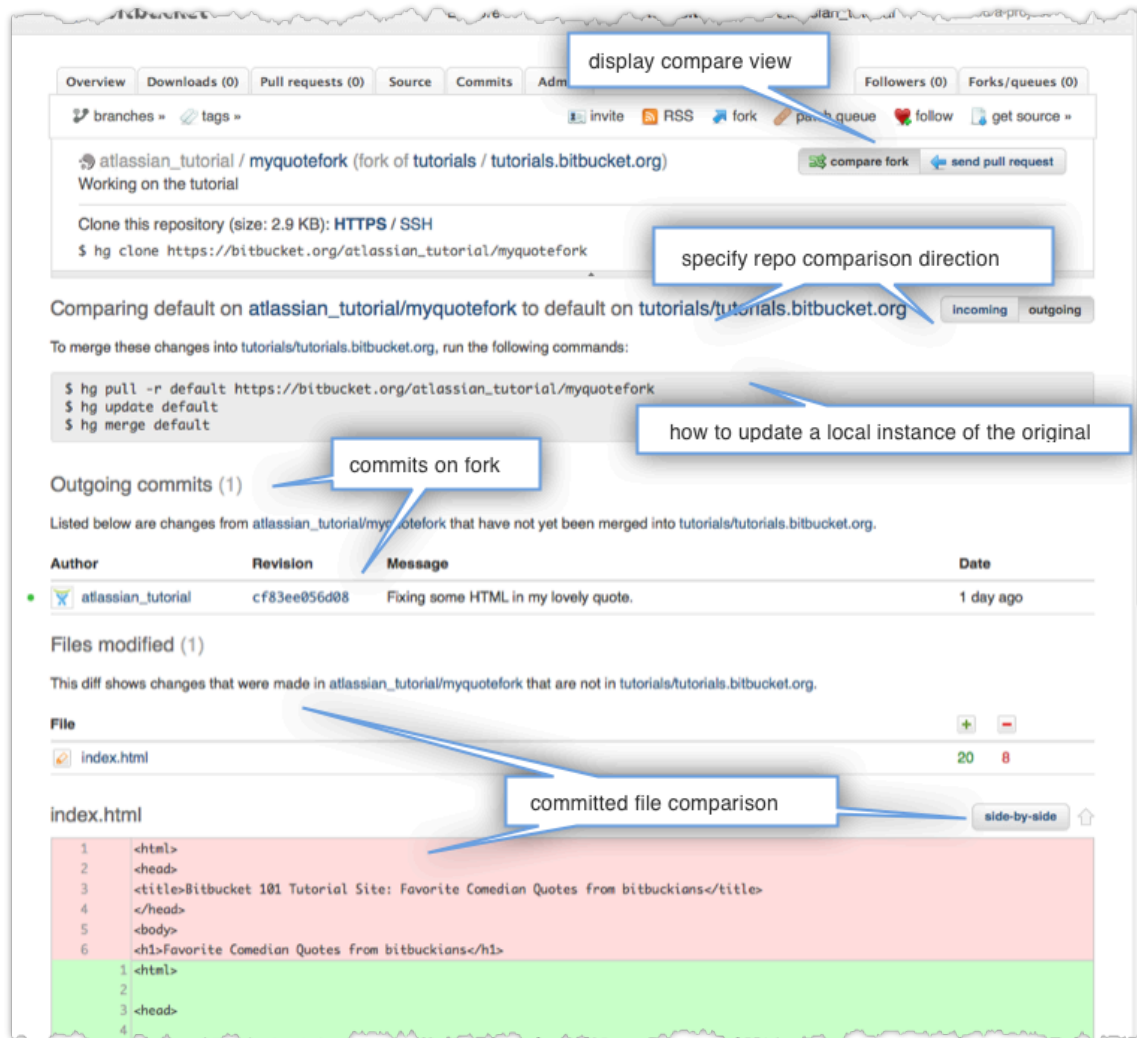 display compare view
Overview Downloads (0) Pull requests (0) Source Commits Followers (0) Forks/queues (0)
branches » tags » invite RSS fork queue follow get source »
atlassian_tutorial / myquotefork (fork of tutorials / tutorials.bitbucket.org) compare fork send pull request
Working on the tutorial
Clone this repository (size: 2.9 KB): HTTPS / SSH
$ hg clone https://bitbucket.org/atlassian_tutorial/myquotefork
specify repo comparison direction
Comparing default on atlassian_tutorial/myquotefork to default on tutorials/tutorials.bitbucket.org incoming outgoing
To merge these changes into tutorials/tutorials.bitbucket.org, run the following commands:
$ hg pull -r default https://bitbucket.org/atlassian_tutorial/myquotefork
$ hg update default
$ hg merge default
how to update a local instance of the original
commits on fork
Outgoing commits (1)
Listed below are changes from atlassian_tutorial/myquotefork that have not yet been merged into tutorials/tutorials.bitbucket.org.
Author Revision Message Date
atlassian_tutorial cf83ee056d08 Fixing some HTML in my lovely quote. 1 day ago
Files modified (1)
This diff shows changes that were made in atlassian_tutorial/myquotefork that are not in tutorials/tutorials.bitbucket.org.
File + -
index.html 20 8
committed file comparison
index.html side-by-side
1 <html>
2 <head>
3 <title>Bitbucket 101 Tutorial Site: Favorite Comedian Quotes from bitbuckians</title>
4 </head>
5 <body>
6 <h1>Favorite Comedian Quotes from bitbuckians</h1>
1 <html>
2
3 <head>
4